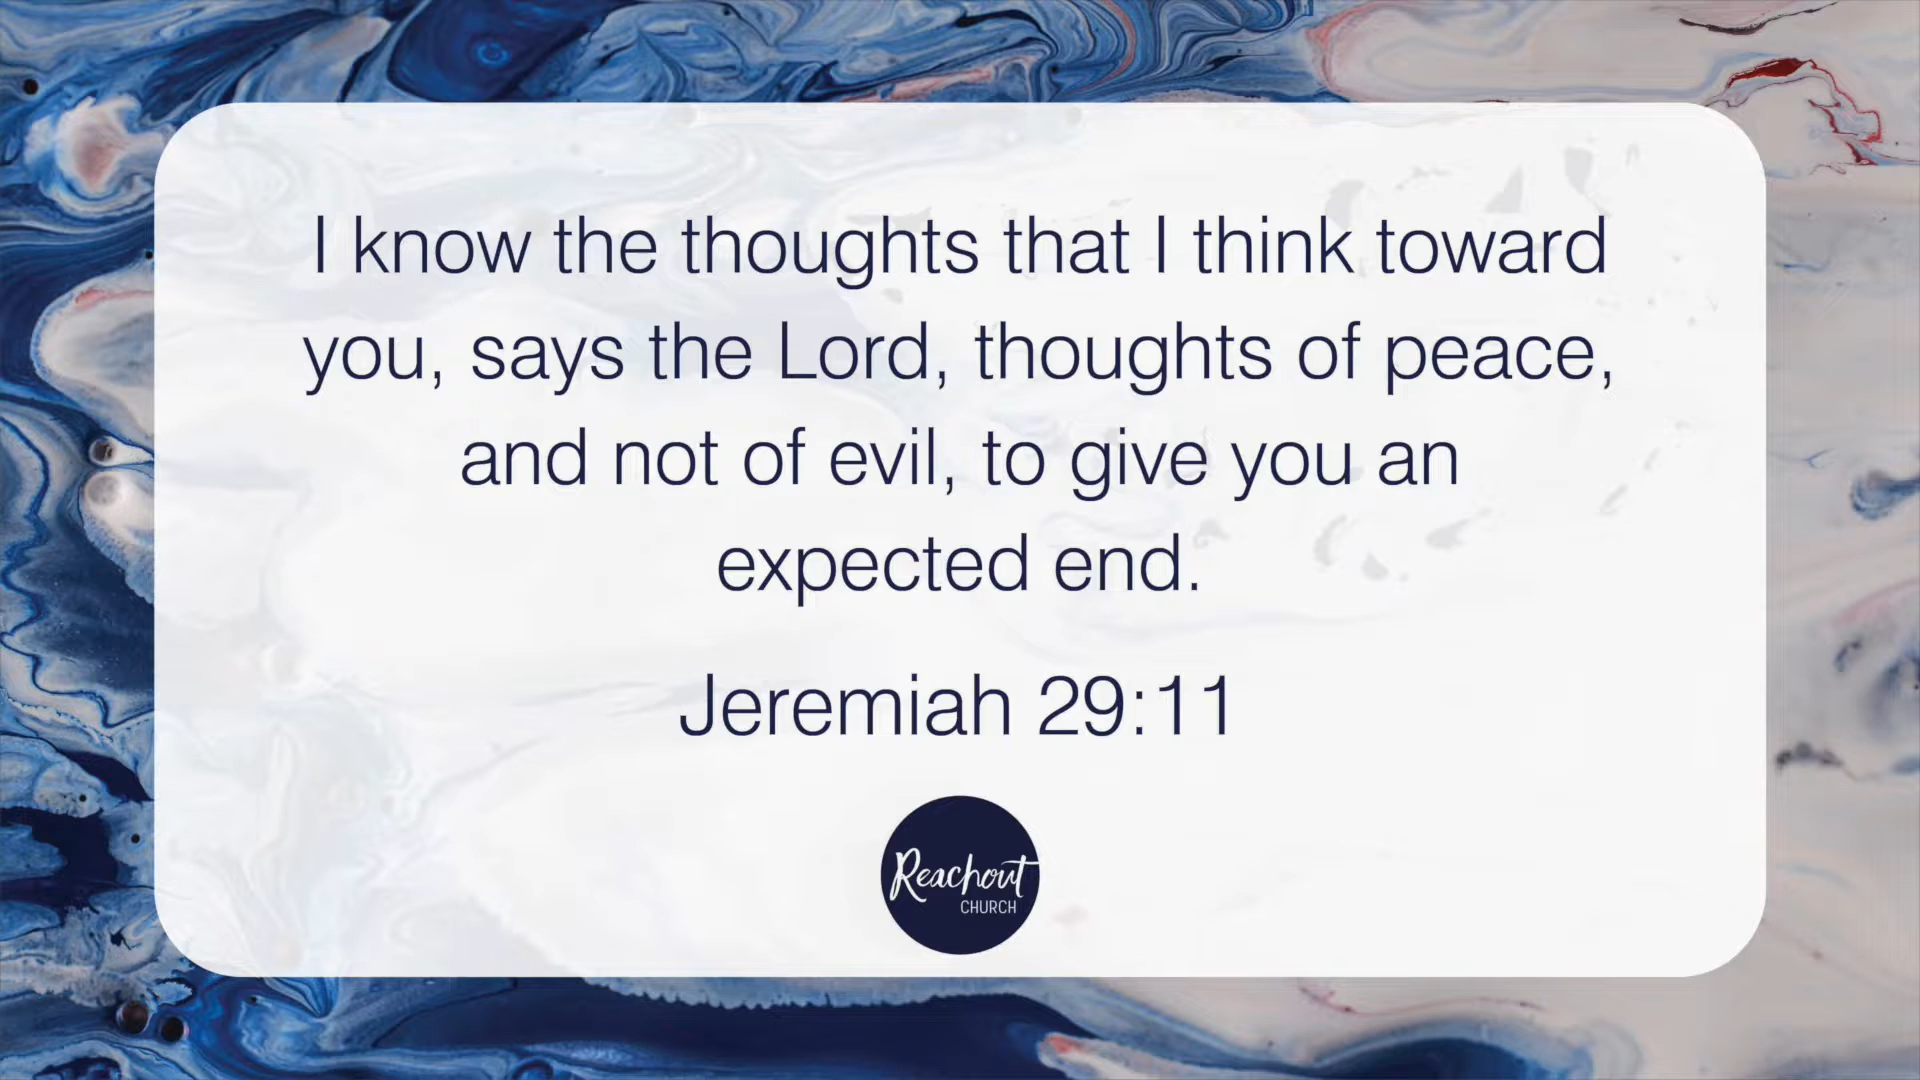 I know the thoughts that I think toward
you, says the Lord, thoughts of peace,
and not of evil, to give you an
expected end.
Jeremiah 29:11
Reachout
CHURCH